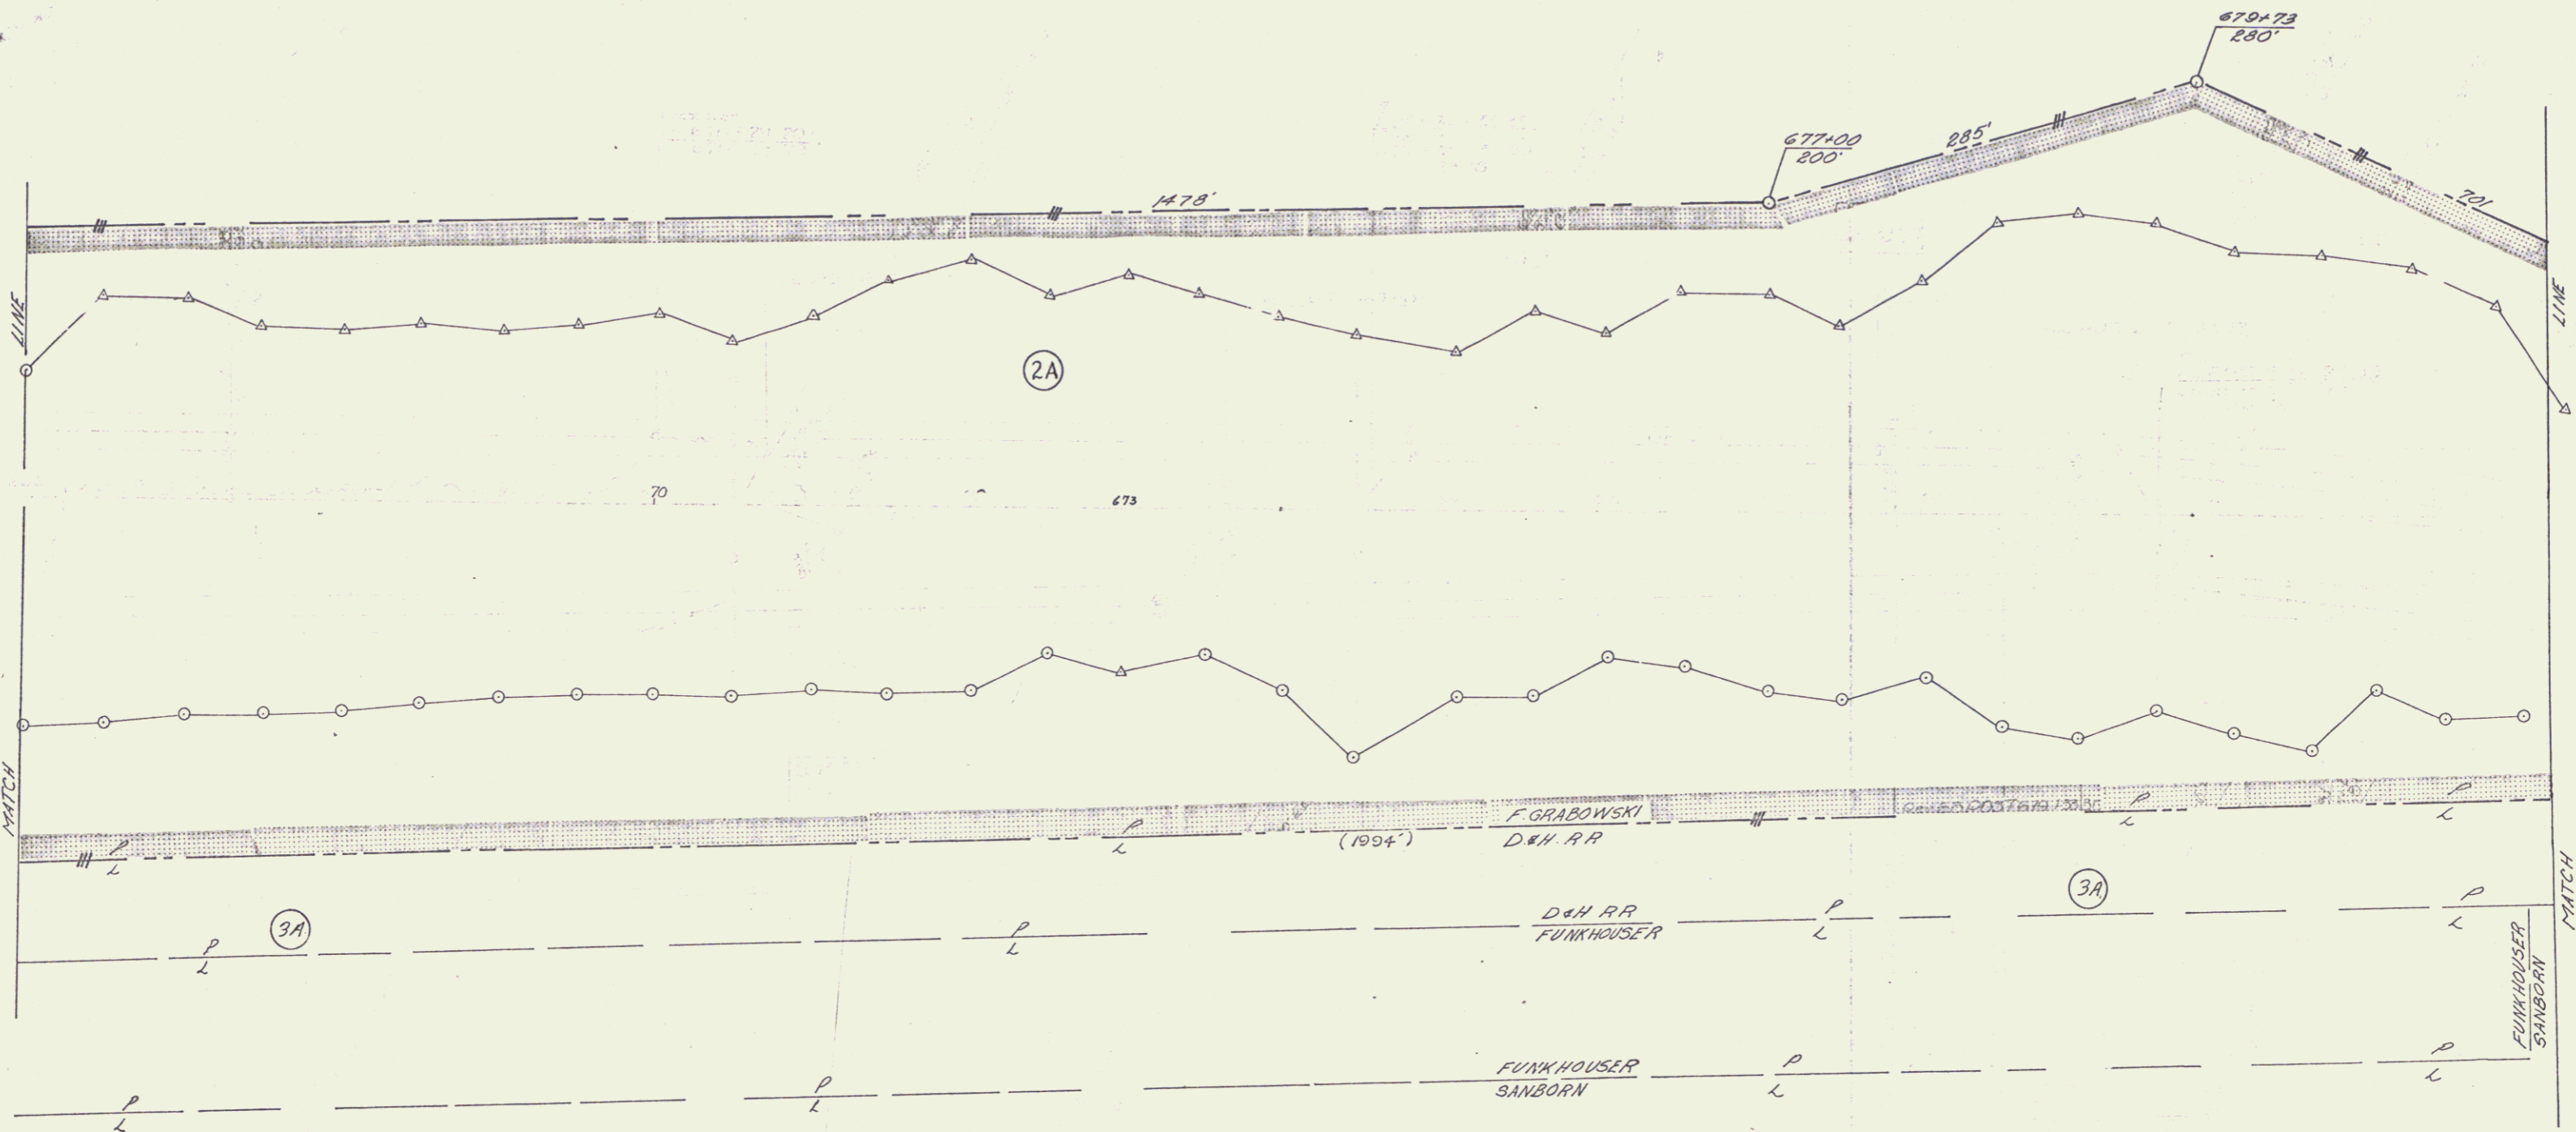 679+73
280'
677+00
200'
285'
1478'
701
LINE
LINE
2A
70
673
MATCH
P
L
P
L
(1994')
F. GRABOWSKI
D.&H. RR
P
L
P
L
MATCH
3A
3A
P
L
P
L
D&H RR
FUNKHOUSER
P
L
P
L
FUNKHOUSER
SANBORN
P
L
P
L
FUNKHOUSER
SANBORN
P
L
P
L